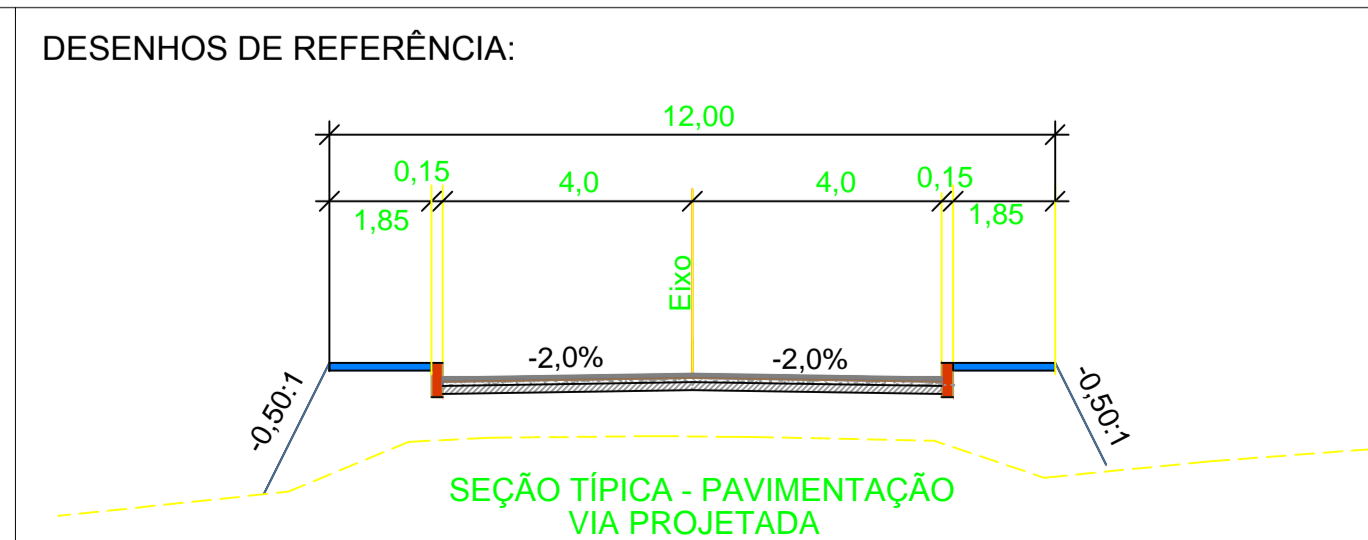 DESENHOS DE REFERÊNCIA:
12,00
0,15
4,0
4,0
0,15
1,85
1,85
Eixo
-2,0%
-2,0%
-0,50:1
-0,50:1
SEÇÃO TÍPICA - PAVIMENTAÇÃO
VIA PROJETADA